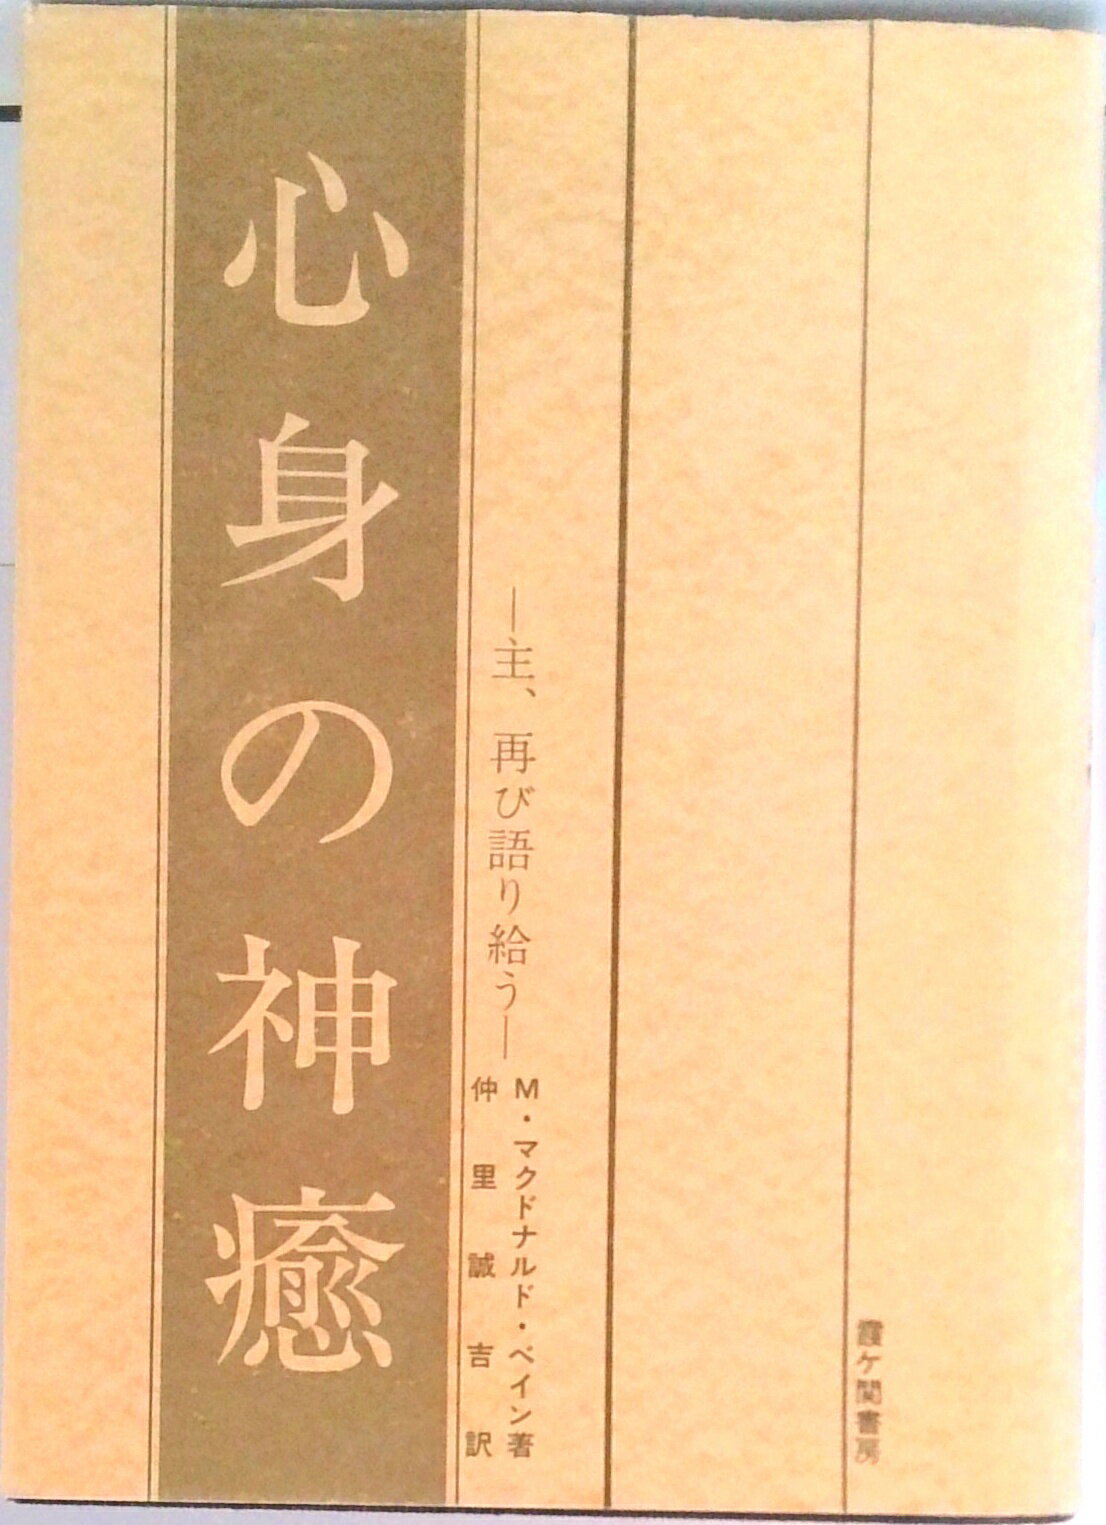 心身の神癒
―主、再び語り給う―
M・マクドナルド・ベイン著
仲里誠吉訳
霞ケ関書房